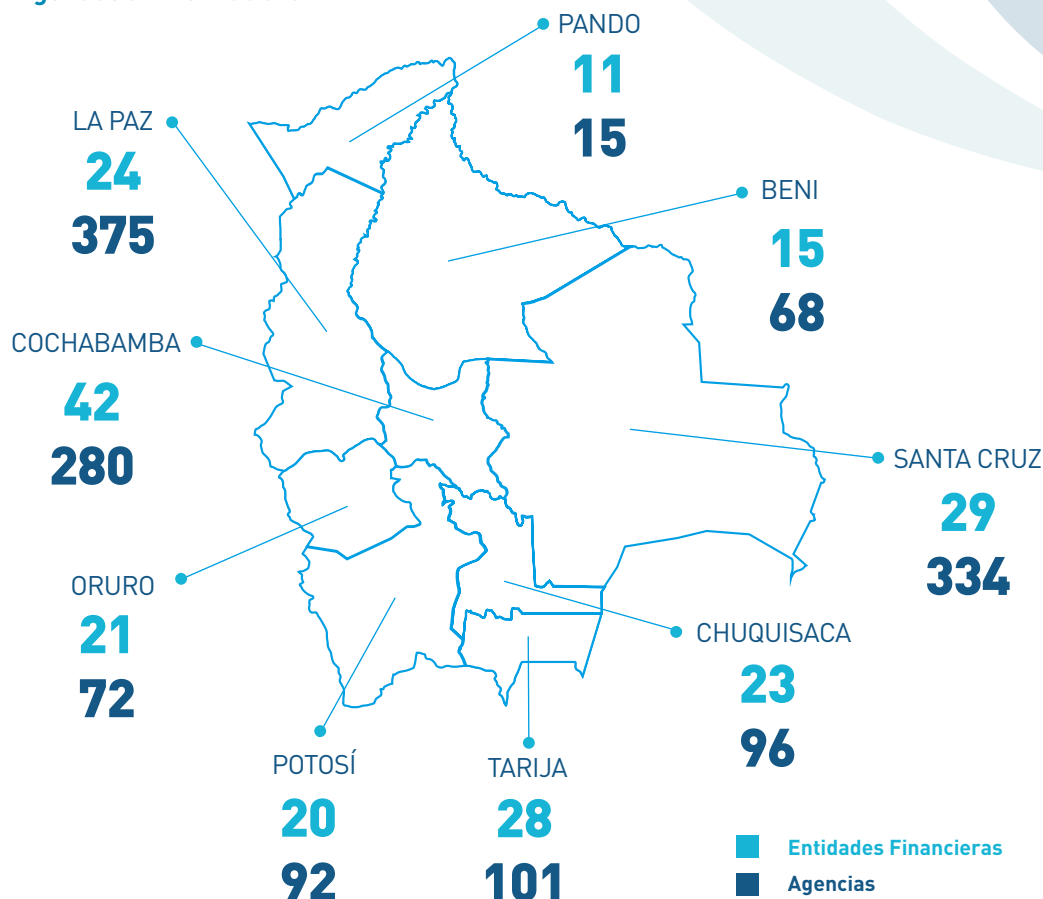 PANDO
11
15
LA PAZ
24
375
BENI
15
68
COCHABAMBA
42
280
SANTA CRUZ
29
334
ORURO
21
72
CHUQUISACA
23
96
POTOSÍ
20
92
TARIJA
28
101
Entidades Financieras
Agencias